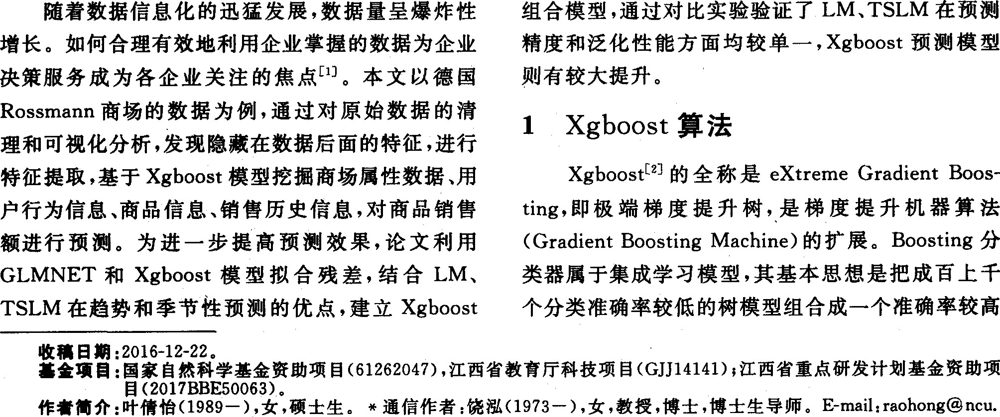 随着数据信息化的迅猛发展,数据量呈爆炸性
增长。如何合理有效地利用企业掌握的数据为企业
决策服务成为各企业关注的焦点[1]。本文以德国
Rossmann 商场的数据为例,通过对原始数据的清
理和可视化分析,发现隐藏在数据后面的特征,进行
特征提取,基于 Xgboost 模型挖掘商场属性数据、用
户行为信息、商品信息、销售历史信息,对商品销售
额进行预测。为进一步提高预测效果,论文利用
GLMNET 和 Xgboost 模型拟合残差,结合 LM、
TSLM 在趋势和季节性预测的优点,建立 Xgboost
组合模型,通过对比实验验证了 LM、TSLM 在预测
精度和泛化性能方面均较单一,Xgboost 预测模型
则有较大提升。
1 Xgboost 算法
Xgboost[2]的全称是 eXtreme Gradient Boos-
ting,即极端梯度提升树,是梯度提升机器算法
(Gradient Boosting Machine)的扩展。Boosting 分
类器属于集成学习模型,其基本思想是把成百上千
个分类准确率较低的树模型组合成一个准确率较高
收稿日期:2016-12-22。
基金项目:国家自然科学基金资助项目(61262047),江西省教育厅科技项目(GJJ14141);江西省重点研发计划基金资助项
目(2017BBE50063)。
作者简介:叶倩怡(1989—),女,硕士生。 *通信作者:饶泓(1973—),女,教授,博士,博士生导师。E-mail:raohong@ncu.